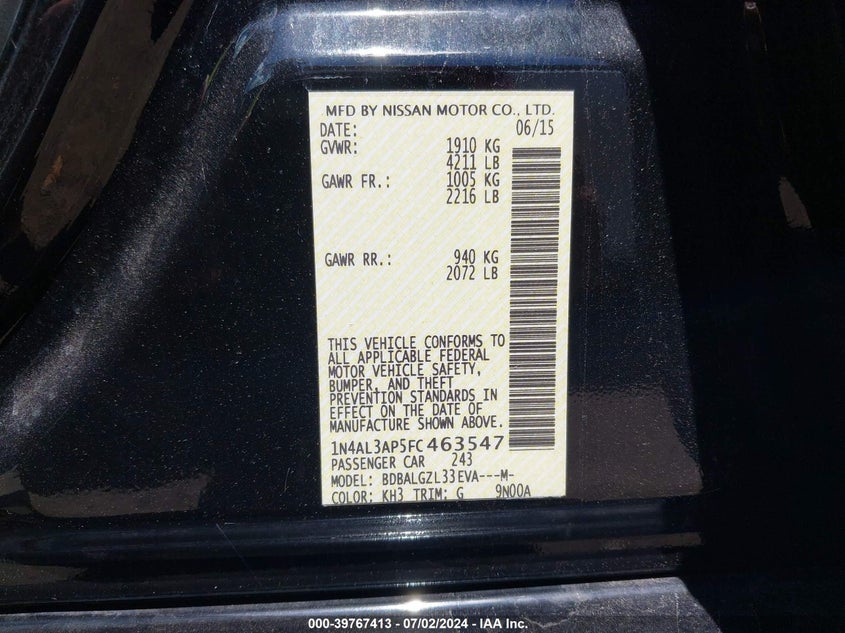 MFD BY NISSAN MOTOR CO., LTD.
DATE: 06/15
GVWR: 1910 KG
4211 LB
GAWR FR.: 1005 KG
2216 LB
GAWR RR.: 940 KG
2072 LB
THIS VEHICLE CONFORMS TO
ALL APPLICABLE FEDERAL
MOTOR VEHICLE SAFETY,
BUMPER, AND THEFT
PREVENTION STANDARDS IN
EFFECT ON THE DATE OF
MANUFACTURE SHOWN ABOVE.
1N4AL3AP5FC463547
PASSENGER CAR 243
MODEL: BDBALGZL33EVA---M-
COLOR: KH3 TRIM: G 9N00A
000-39767413 - 07/02/2024 - IAA Inc.